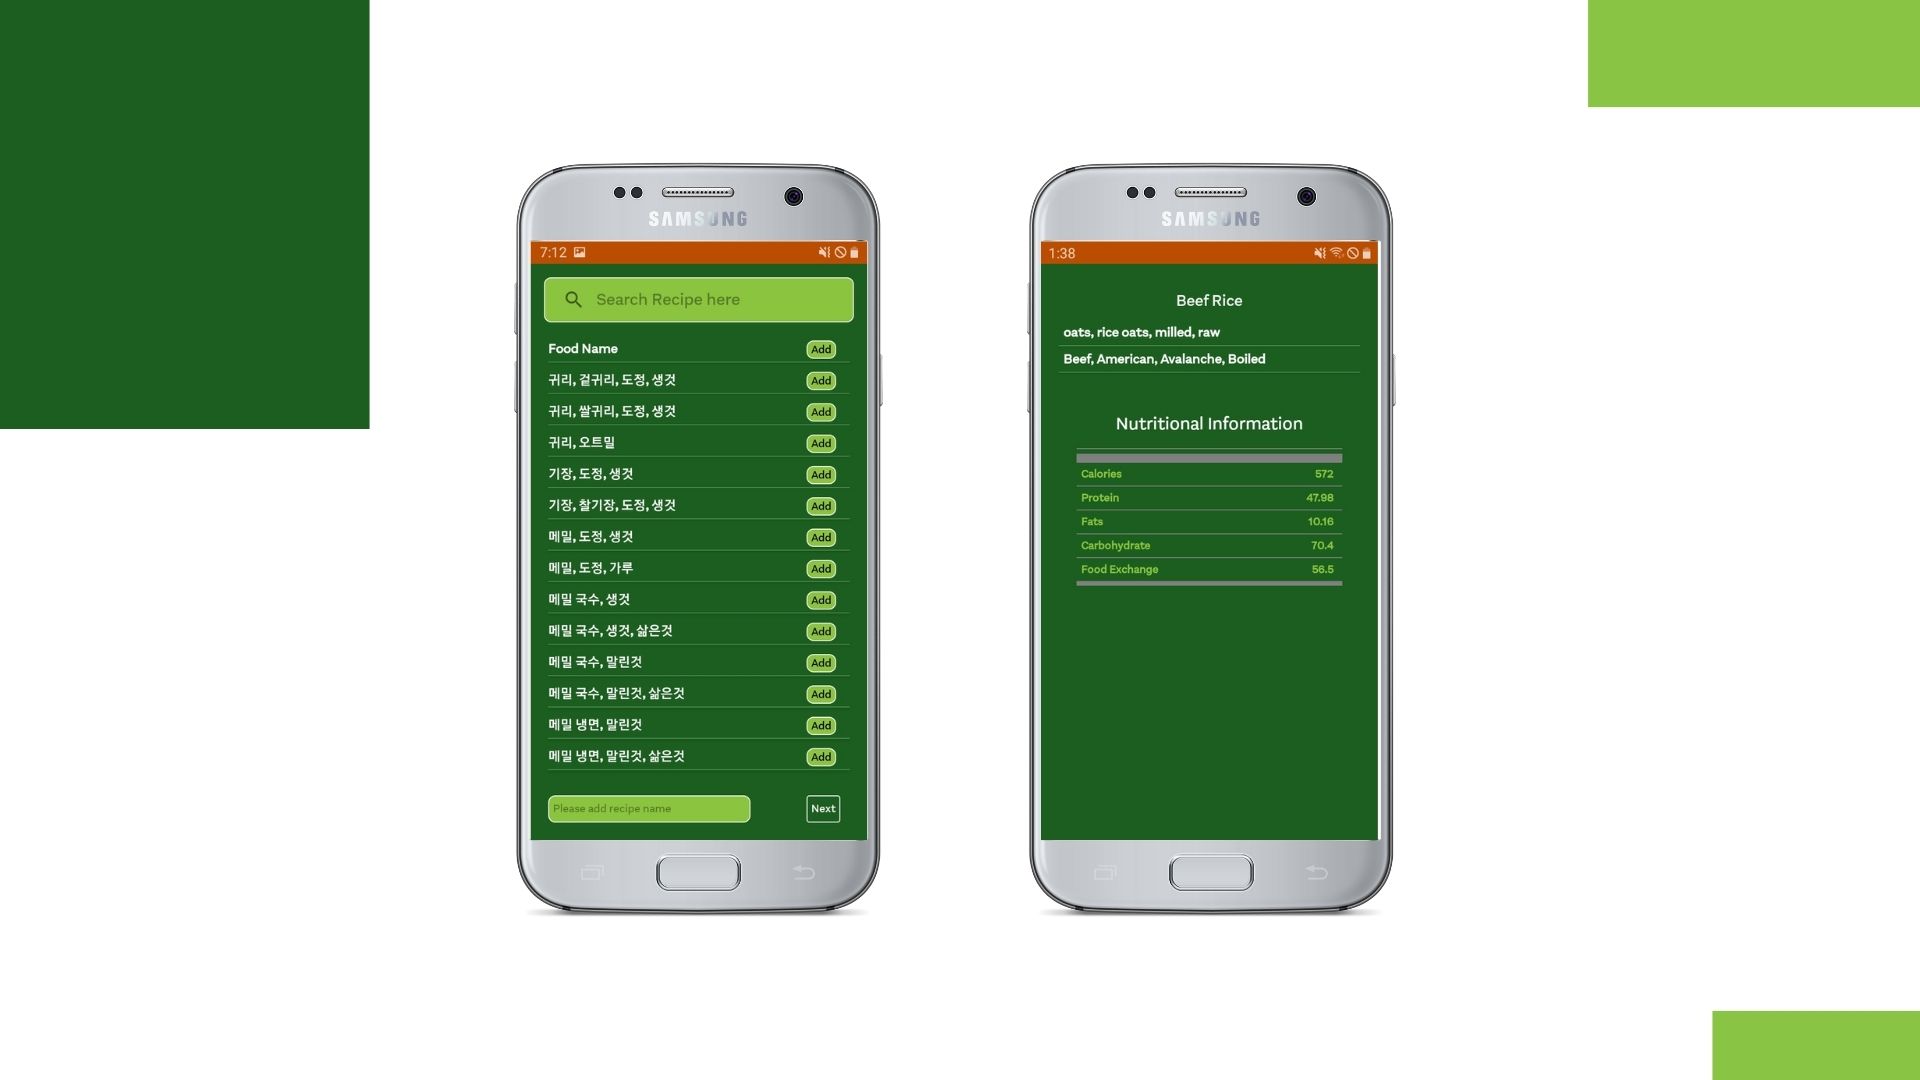 SAMSUNG
7:12
Search Recipe here
Food Name Add
귀리, 겉귀리, 도정, 생것 Add
귀리, 쌀귀리, 도정, 생것 Add
귀리, 오트밀 Add
기장, 도정, 생것 Add
기장, 찰기장, 도정, 생것 Add
메밀, 도정, 생것 Add
메밀, 도정, 가루 Add
메밀 국수, 생것 Add
메밀 국수, 생것, 삶은것 Add
메밀 국수, 말린것 Add
메밀 국수, 말린것, 삶은것 Add
메밀 냉면, 말린것 Add
메밀 냉면, 말린것, 삶은것 Add
Please add recipe name Next
SAMSUNG
1:38
Beef Rice
oats, rice oats, milled, raw
Beef, American, Avalanche, Boiled
Nutritional Information
Calories 572
Protein 47.98
Fats 10.16
Carbohydrate 70.4
Food Exchange 56.5